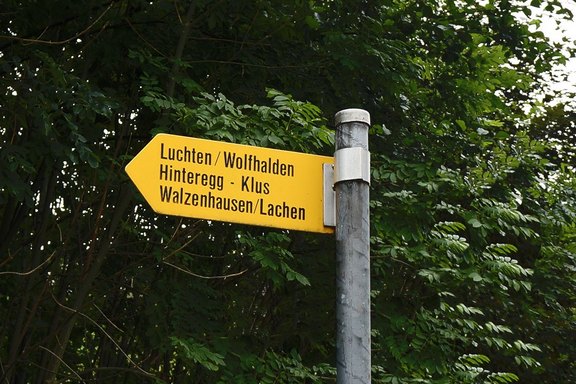 Luchten/Wolfhalden
Hinteregg - Klus
Walzenhausen/Lachen